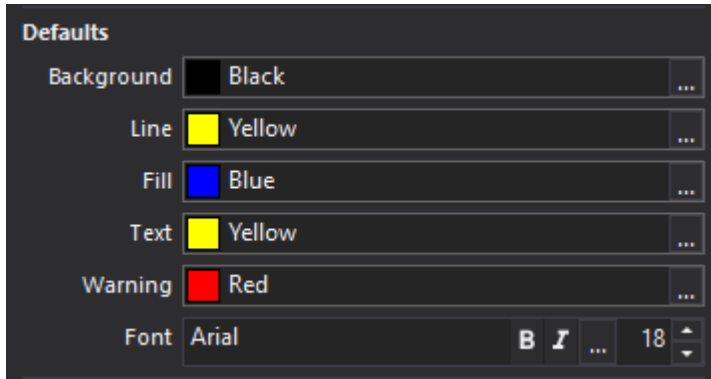 Defaults
Background Black ...
Line Yellow ...
Fill Blue ...
Text Yellow ...
Warning Red ...
Font Arial B I ... 18